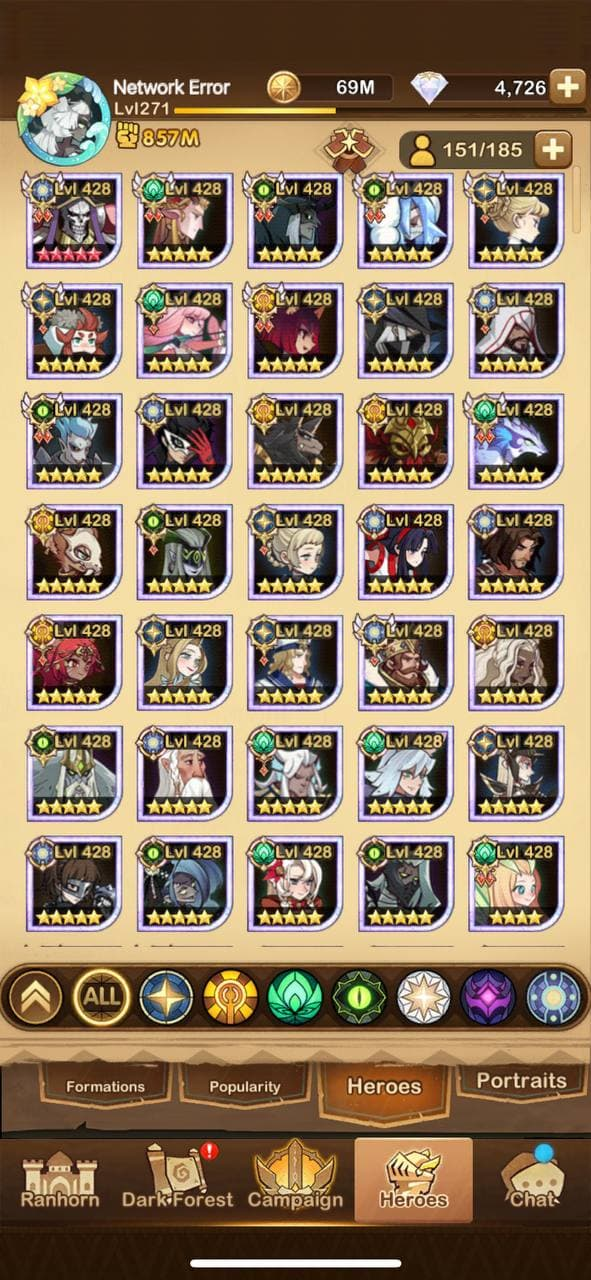 Network Error
69M
4,726
Lvl271
857M
151/185
Lvl 428 Lvl 428 Lvl 428 Lvl 428 Lvl 428
Lvl 428 Lvl 428 Lvl 428 Lvl 428 Lvl 428
Lvl 428 Lvl 428 Lvl 428 Lvl 428 Lvl 428
Lvl 428 Lvl 428 Lvl 428 Lvl 428 Lvl 428
Lvl 428 Lvl 428 Lvl 428 Lvl 428 Lvl 428
Lvl 428 Lvl 428 Lvl 428 Lvl 428 Lvl 428
Lvl 428 Lvl 428 Lvl 428 Lvl 428 Lvl 428
ALL
Formations Popularity Heroes Portraits
Ranhorn Dark Forest Campaign Heroes Chat